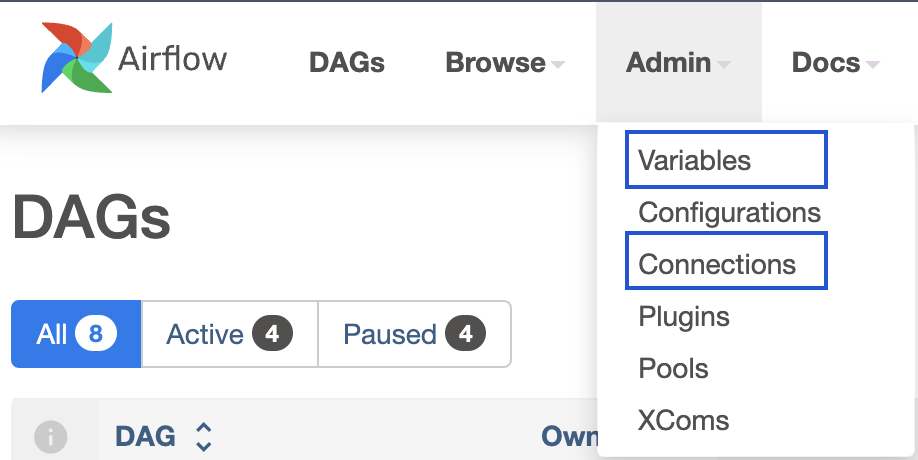 Airflow DAGs Browse Admin Docs
Variables
Configurations
Connections
Plugins
Pools
XComs
DAGs
All 8 Active 4 Paused 4
i DAG